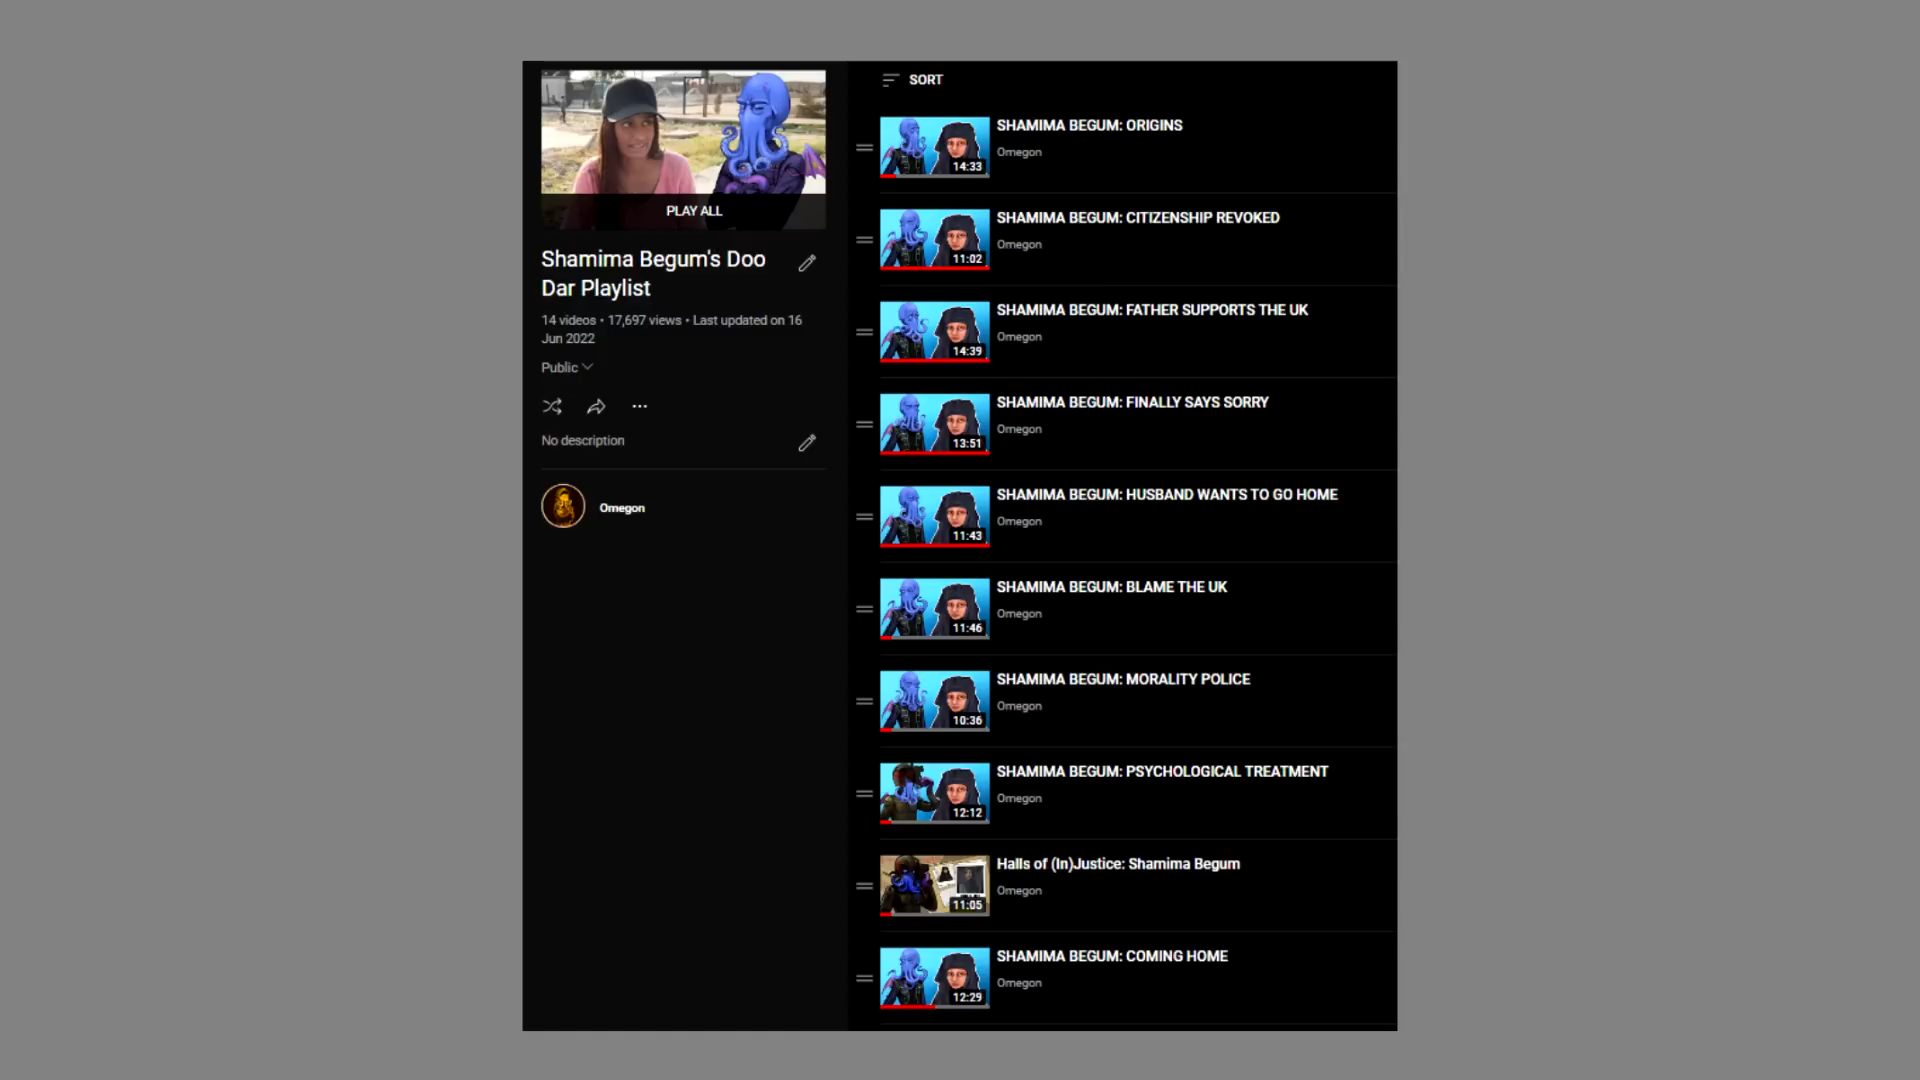 PLAY ALL
Shamima Begum's Doo
Dar Playlist
14 videos • 17,697 views • Last updated on 16
Jun 2022
Public
No description
Omegon
SORT
SHAMIMA BEGUM: ORIGINS
Omegon
14:33
SHAMIMA BEGUM: CITIZENSHIP REVOKED
Omegon
11:02
SHAMIMA BEGUM: FATHER SUPPORTS THE UK
Omegon
14:39
SHAMIMA BEGUM: FINALLY SAYS SORRY
Omegon
13:51
SHAMIMA BEGUM: HUSBAND WANTS TO GO HOME
Omegon
11:43
SHAMIMA BEGUM: BLAME THE UK
Omegon
11:46
SHAMIMA BEGUM: MORALITY POLICE
Omegon
10:36
SHAMIMA BEGUM: PSYCHOLOGICAL TREATMENT
Omegon
12:12
Halls of (In)Justice: Shamima Begum
Omegon
11:05
SHAMIMA BEGUM: COMING HOME
Omegon
12:29